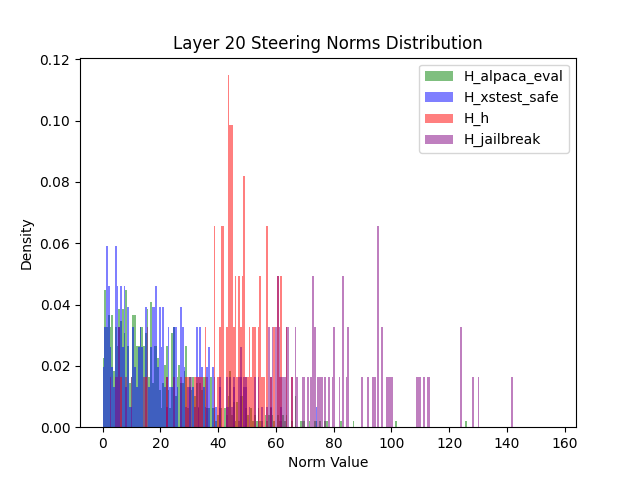 Layer 20 Steering Norms Distribution
0.12
0.10
0.08
0.06
0.04
0.02
0.00
Density
H_alpaca_eval
H_xstest_safe
H_h
H_jailbreak
0 20 40 60 80 100 120 140 160
Norm Value